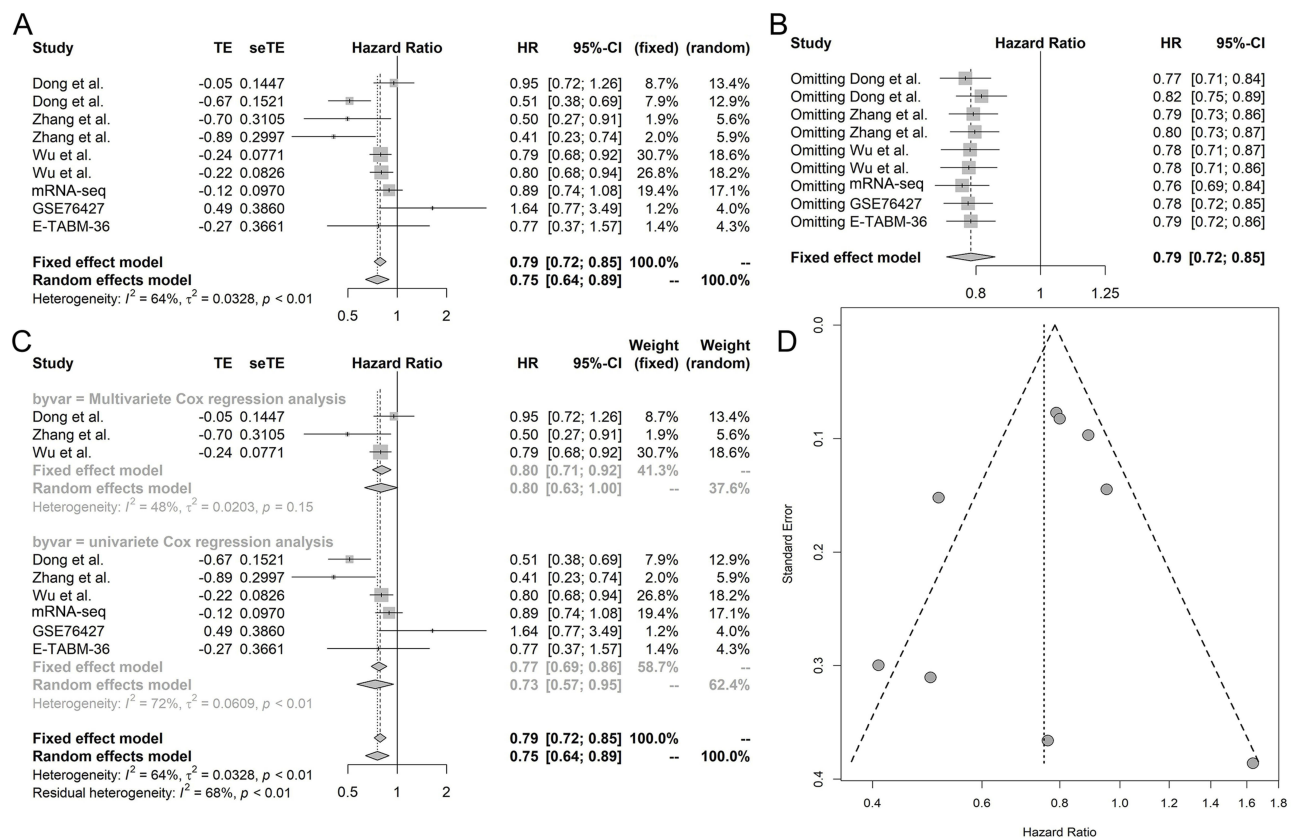 A
Study TE seTE Hazard Ratio HR 95%-CI (fixed) (random)
Dong et al. -0.05 0.1447 0.95 [0.72; 1.26] 8.7% 13.4%
Dong et al. -0.67 0.1521 0.51 [0.38; 0.69] 7.9% 12.9%
Zhang et al. -0.70 0.3105 0.50 [0.27; 0.91] 1.9% 5.6%
Zhang et al. -0.89 0.2997 0.41 [0.23; 0.74] 2.0% 5.9%
Wu et al. -0.24 0.0771 0.79 [0.68; 0.92] 30.7% 18.6%
Wu et al. -0.22 0.0826 0.80 [0.68; 0.94] 26.8% 18.2%
mRNA-seq -0.12 0.0970 0.89 [0.74; 1.08] 19.4% 17.1%
GSE76427 0.49 0.3860 1.64 [0.77; 3.49] 1.2% 4.0%
E-TABM-36 -0.27 0.3661 0.77 [0.37; 1.57] 1.4% 4.3%
Fixed effect model 0.79 [0.72; 0.85] 100.0% --
Random effects model 0.75 [0.64; 0.89] -- 100.0%
Heterogeneity: I² = 64%, τ² = 0.0328, p < 0.01
0.5 1 2
B
Study Hazard Ratio HR 95%-CI
Omitting Dong et al. 0.77 [0.71; 0.84]
Omitting Dong et al. 0.82 [0.75; 0.89]
Omitting Zhang et al. 0.79 [0.73; 0.86]
Omitting Zhang et al. 0.80 [0.73; 0.87]
Omitting Wu et al. 0.78 [0.71; 0.87]
Omitting Wu et al. 0.78 [0.71; 0.86]
Omitting mRNA-seq 0.76 [0.69; 0.84]
Omitting GSE76427 0.78 [0.72; 0.85]
Omitting E-TABM-36 0.79 [0.72; 0.86]
Fixed effect model 0.79 [0.72; 0.85]
0.8 1 1.25
C
Weight Weight
Study TE seTE Hazard Ratio HR 95%-CI (fixed) (random)
byvar = Multivariete Cox regression analysis
Dong et al. -0.05 0.1447 0.95 [0.72; 1.26] 8.7% 13.4%
Zhang et al. -0.70 0.3105 0.50 [0.27; 0.91] 1.9% 5.6%
Wu et al. -0.24 0.0771 0.79 [0.68; 0.92] 30.7% 18.6%
Fixed effect model 0.80 [0.71; 0.92] 41.3% --
Random effects model 0.80 [0.63; 1.00] -- 37.6%
Heterogeneity: I² = 48%, τ² = 0.0203, p = 0.15
byvar = univariete Cox regression analysis
Dong et al. -0.67 0.1521 0.51 [0.38; 0.69] 7.9% 12.9%
Zhang et al. -0.89 0.2997 0.41 [0.23; 0.74] 2.0% 5.9%
Wu et al. -0.22 0.0826 0.80 [0.68; 0.94] 26.8% 18.2%
mRNA-seq -0.12 0.0970 0.89 [0.74; 1.08] 19.4% 17.1%
GSE76427 0.49 0.3860 1.64 [0.77; 3.49] 1.2% 4.0%
E-TABM-36 -0.27 0.3661 0.77 [0.37; 1.57] 1.4% 4.3%
Fixed effect model 0.77 [0.69; 0.86] 58.7% --
Random effects model 0.73 [0.57; 0.95] -- 62.4%
Heterogeneity: I² = 72%, τ² = 0.0609, p < 0.01
Fixed effect model 0.79 [0.72; 0.85] 100.0% --
Random effects model 0.75 [0.64; 0.89] -- 100.0%
Heterogeneity: I² = 64%, τ² = 0.0328, p < 0.01
Residual heterogeneity: I² = 68%, p < 0.01
0.5 1 2
D
Standard Error
0.0
0.1
0.2
0.3
0.4
0.4 0.6 0.8 1.0 1.2 1.4 1.6 1.8
Hazard Ratio